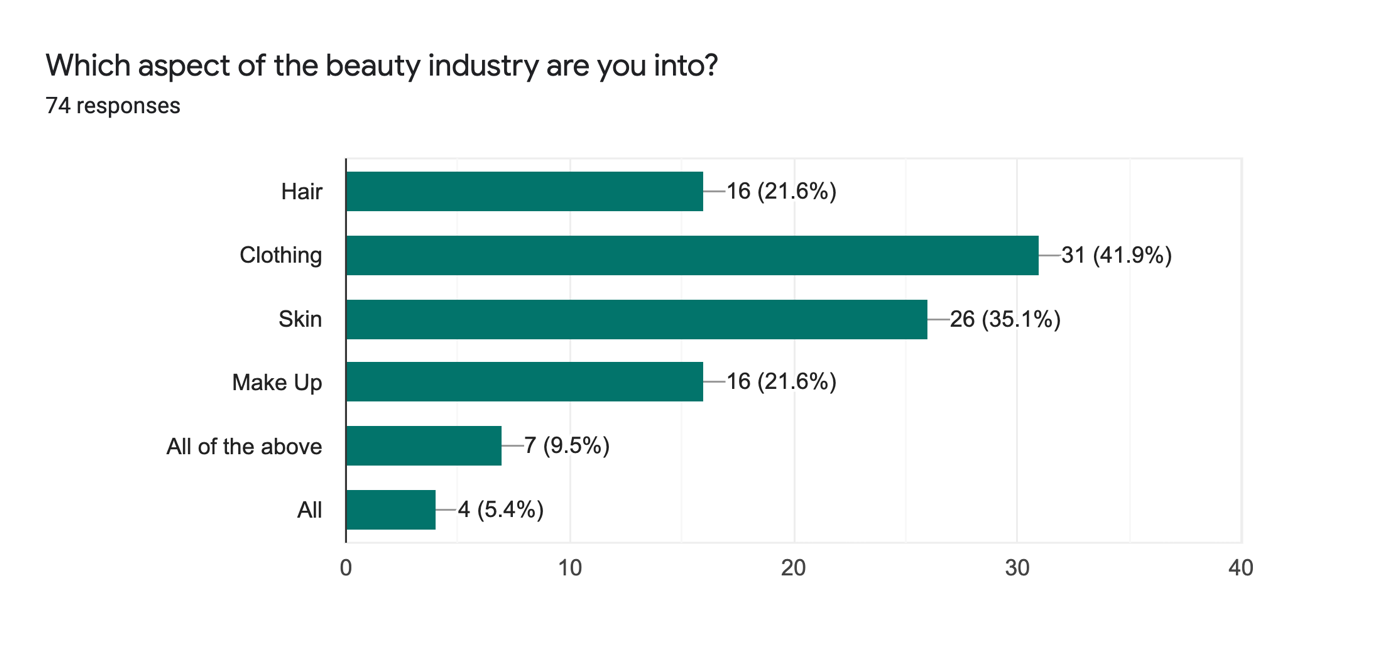 Which aspect of the beauty industry are you into?
74 responses
Hair 16 (21.6%)
Clothing 31 (41.9%)
Skin 26 (35.1%)
Make Up 16 (21.6%)
All of the above 7 (9.5%)
All 4 (5.4%)
0 10 20 30 40